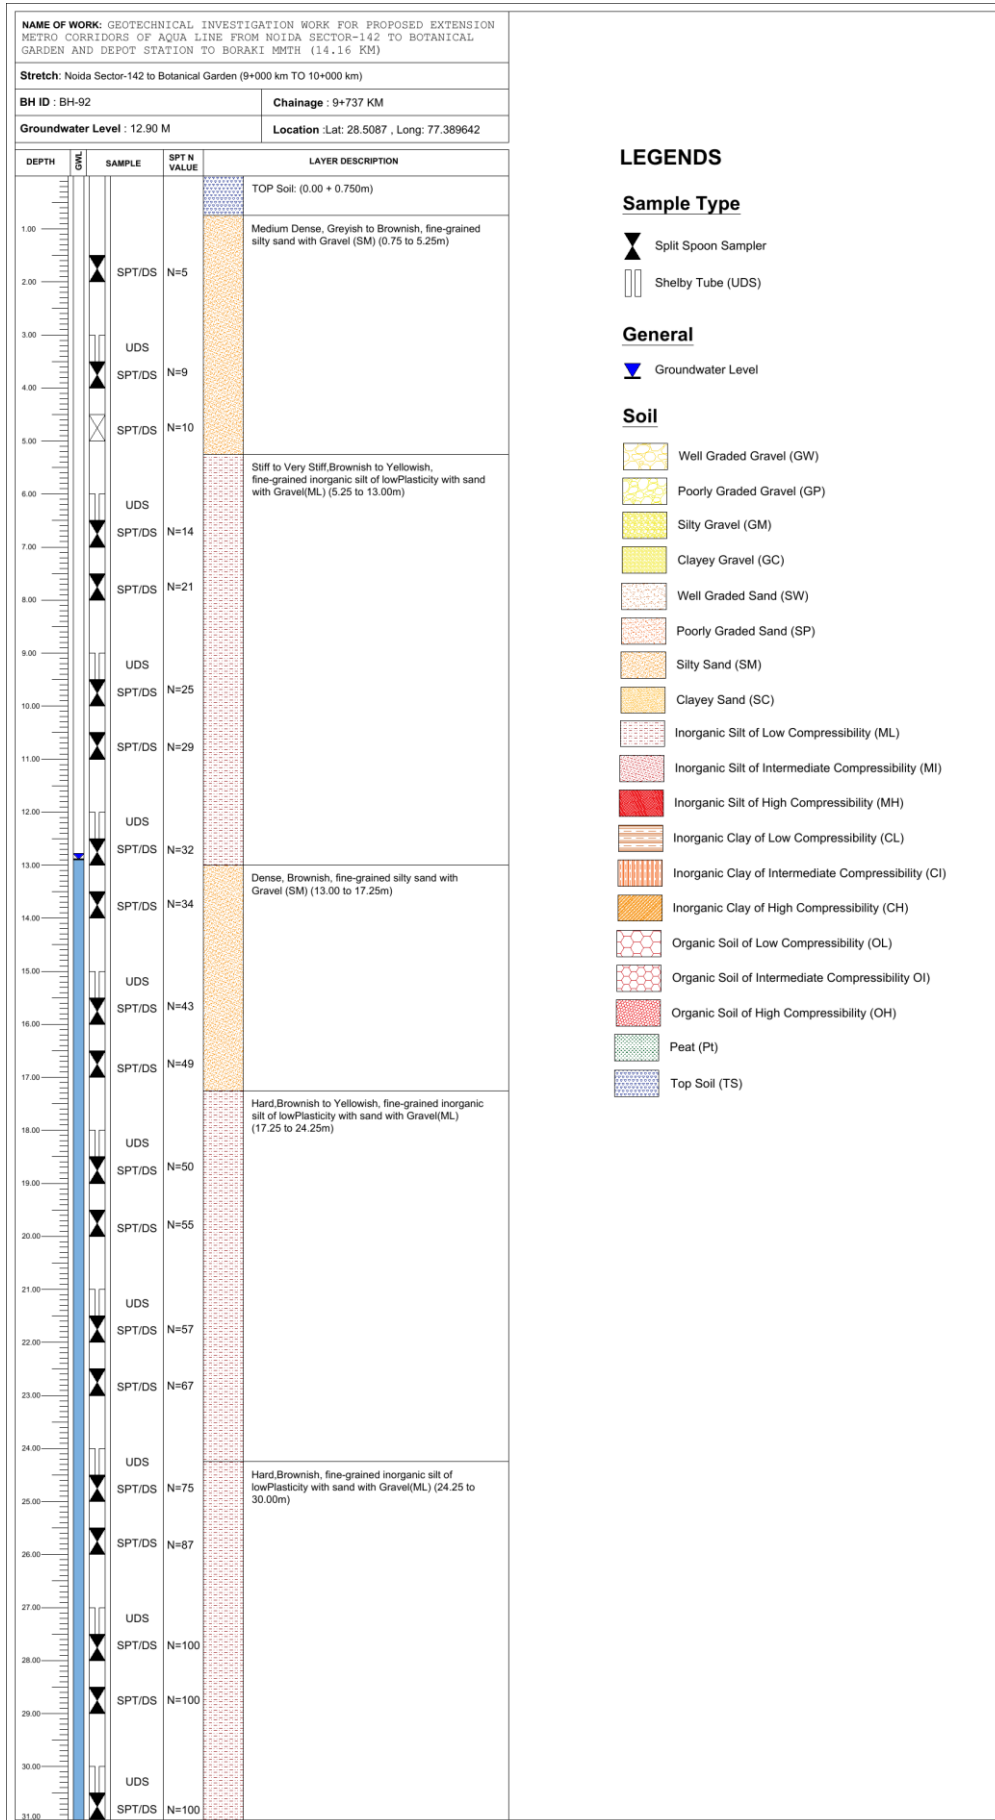 NAME OF WORK: GEOTECHNICAL INVESTIGATION WORK FOR PROPOSED EXTENSION
METRO CORRIDORS OF AQUA LINE FROM NOIDA SECTOR-142 TO BOTANICAL
GARDEN AND DEPOT STATION TO BORAKI MMTH (14.16 KM)
Stretch: Noida Sector-142 to Botanical Garden (9+000 km TO 10+000 km)
BH ID : BH-92
Chainage : 9+737 KM
Groundwater Level : 12.90 M
Location :Lat: 28.5087 , Long: 77.389642
DEPTH
GWL
SAMPLE
SPT N
VALUE
LAYER DESCRIPTION
TOP Soil: (0.00 + 0.750m)
1.00
Medium Dense, Greyish to Brownish, fine-grained
silty sand with Gravel (SM) (0.75 to 5.25m)
SPT/DS N=5
2.00
3.00
UDS
SPT/DS N=9
4.00
SPT/DS N=10
5.00
Stiff to Very Stiff,Brownish to Yellowish,
fine-grained inorganic silt of lowPlasticity with sand
with Gravel(ML) (5.25 to 13.00m)
6.00
UDS
SPT/DS N=14
7.00
SPT/DS N=21
8.00
9.00
UDS
SPT/DS N=25
10.00
SPT/DS N=29
11.00
12.00
UDS
SPT/DS N=32
13.00
Dense, Brownish, fine-grained silty sand with
Gravel (SM) (13.00 to 17.25m)
SPT/DS N=34
14.00
15.00
UDS
SPT/DS N=43
16.00
SPT/DS N=49
17.00
Hard,Brownish to Yellowish, fine-grained inorganic
silt of lowPlasticity with sand with Gravel(ML)
(17.25 to 24.25m)
18.00
UDS
SPT/DS N=50
19.00
SPT/DS N=55
20.00
21.00
UDS
SPT/DS N=57
22.00
SPT/DS N=67
23.00
24.00
UDS
Hard,Brownish, fine-grained inorganic silt of
lowPlasticity with sand with Gravel(ML) (24.25 to
30.00m)
SPT/DS N=75
25.00
SPT/DS N=87
26.00
27.00
UDS
SPT/DS N=100
28.00
SPT/DS N=100
29.00
30.00
UDS
SPT/DS N=100
31.00
LEGENDS
Sample Type
Split Spoon Sampler
Shelby Tube (UDS)
General
Groundwater Level
Soil
Well Graded Gravel (GW)
Poorly Graded Gravel (GP)
Silty Gravel (GM)
Clayey Gravel (GC)
Well Graded Sand (SW)
Poorly Graded Sand (SP)
Silty Sand (SM)
Clayey Sand (SC)
Inorganic Silt of Low Compressibility (ML)
Inorganic Silt of Intermediate Compressibility (MI)
Inorganic Silt of High Compressibility (MH)
Inorganic Clay of Low Compressibility (CL)
Inorganic Clay of Intermediate Compressibility (CI)
Inorganic Clay of High Compressibility (CH)
Organic Soil of Low Compressibility (OL)
Organic Soil of Intermediate Compressibility OI)
Organic Soil of High Compressibility (OH)
Peat (Pt)
Top Soil (TS)